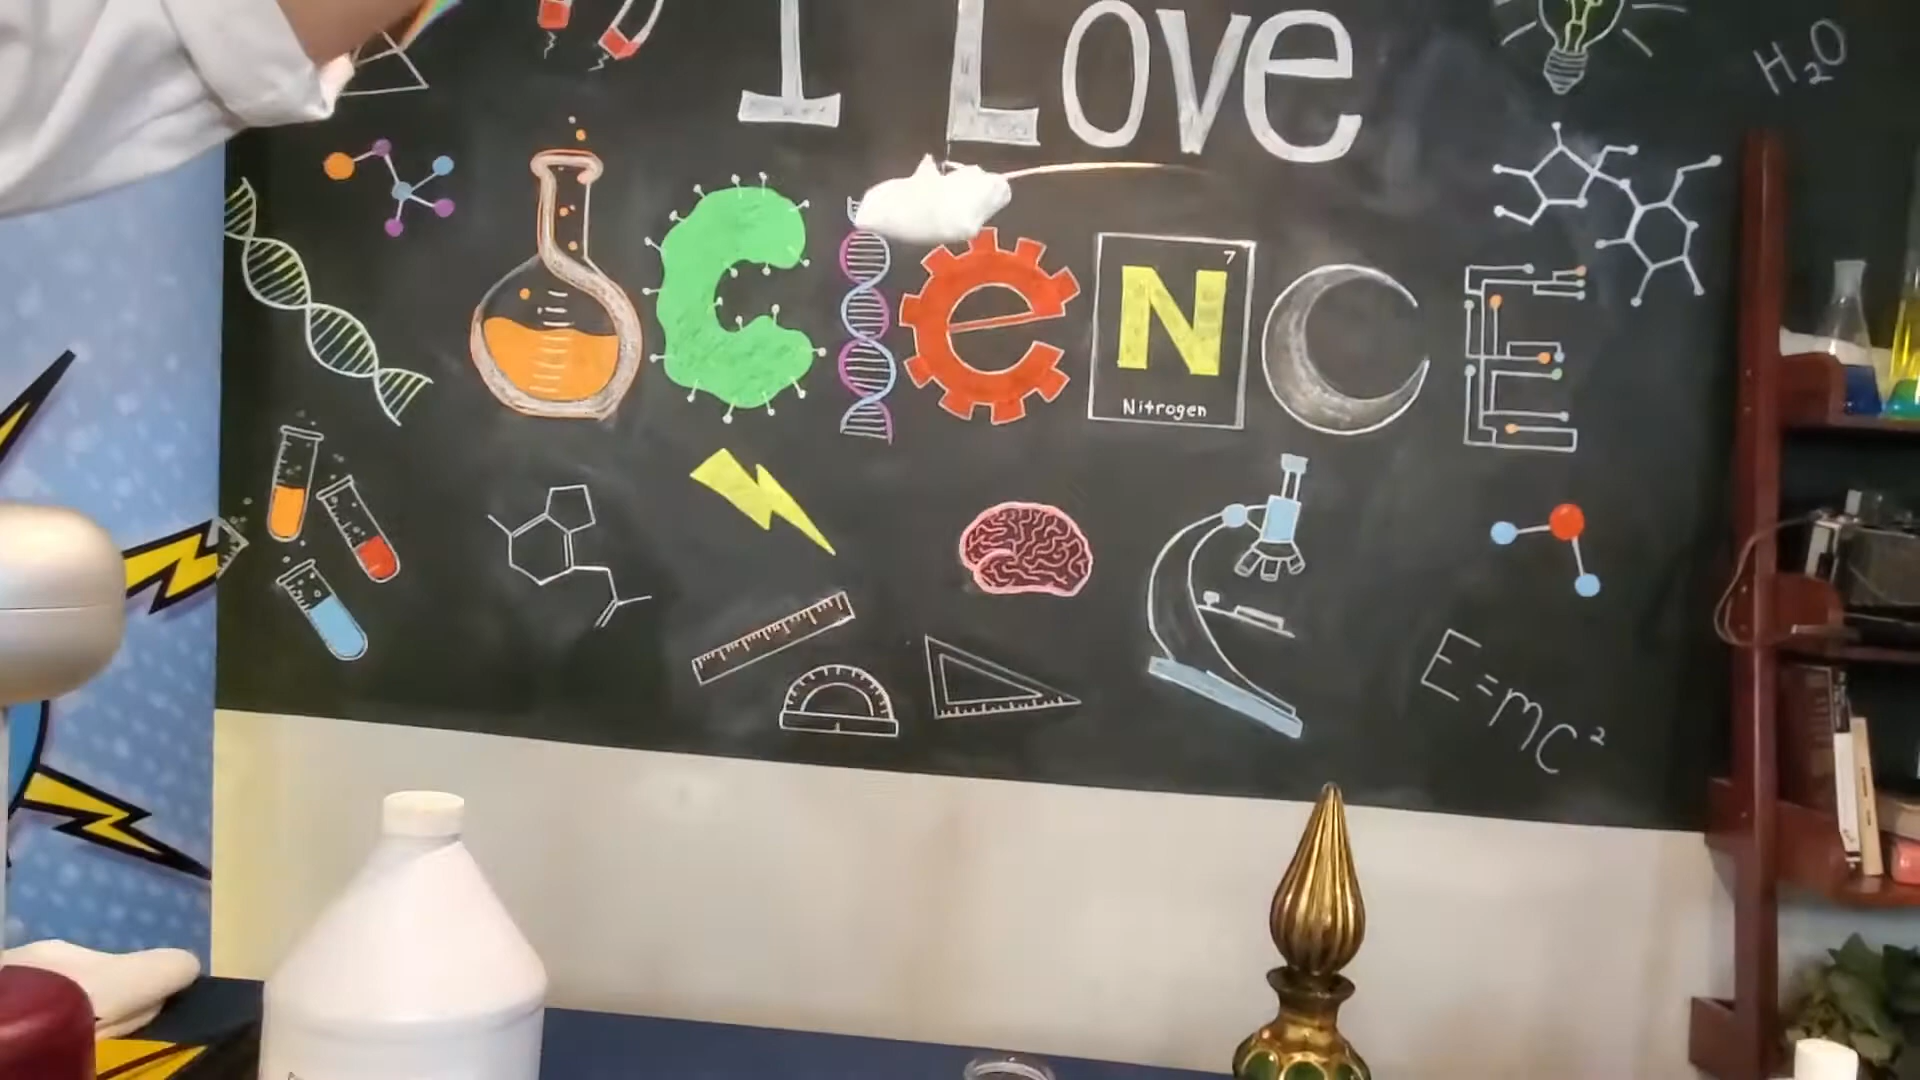 I Love
H₂O
SCIeNCE
7
Nitrogen
E=mc²